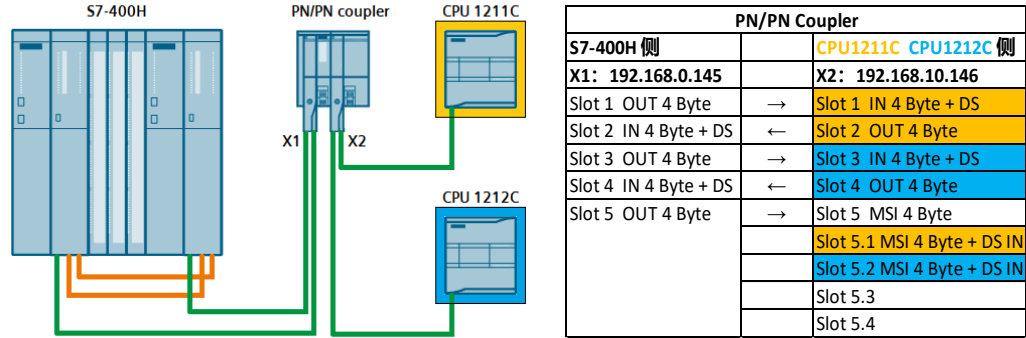 S7-400H
PN/PN coupler
CPU 1211C
X1
X2
CPU 1212C
PN/PN Coupler
S7-400H 侧 CPU1211C CPU1212C 侧
X1: 192.168.0.145 X2: 192.168.10.146
Slot 1 OUT 4 Byte → Slot 1 IN 4 Byte + DS
Slot 2 IN 4 Byte + DS ← Slot 2 OUT 4 Byte
Slot 3 OUT 4 Byte → Slot 3 IN 4 Byte + DS
Slot 4 IN 4 Byte + DS ← Slot 4 OUT 4 Byte
Slot 5 OUT 4 Byte → Slot 5 MSI 4 Byte
Slot 5.1 MSI 4 Byte + DS IN
Slot 5.2 MSI 4 Byte + DS IN
Slot 5.3
Slot 5.4